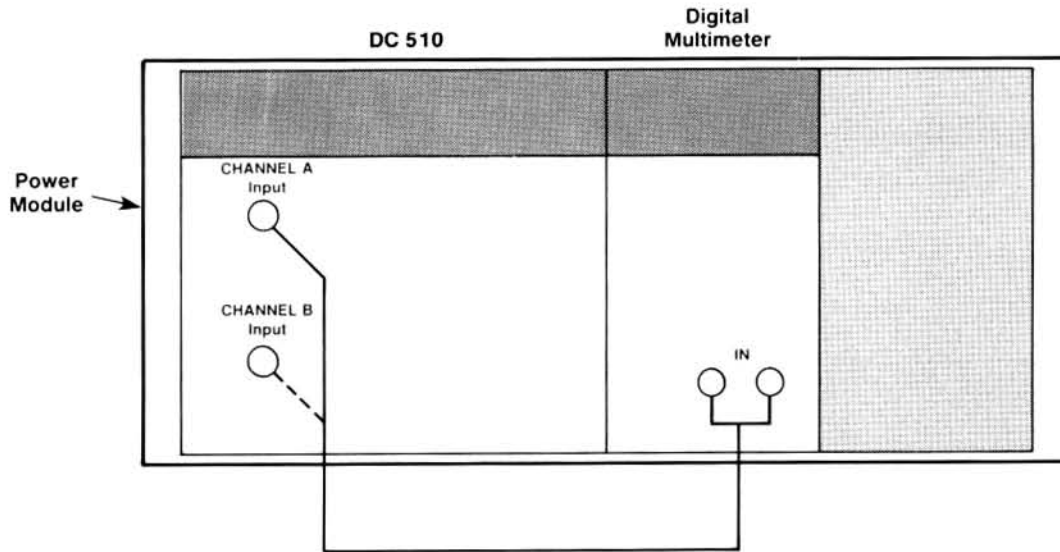 DC 510
Digital
Multimeter
Power
Module
CHANNEL A
Input
CHANNEL B
Input
IN